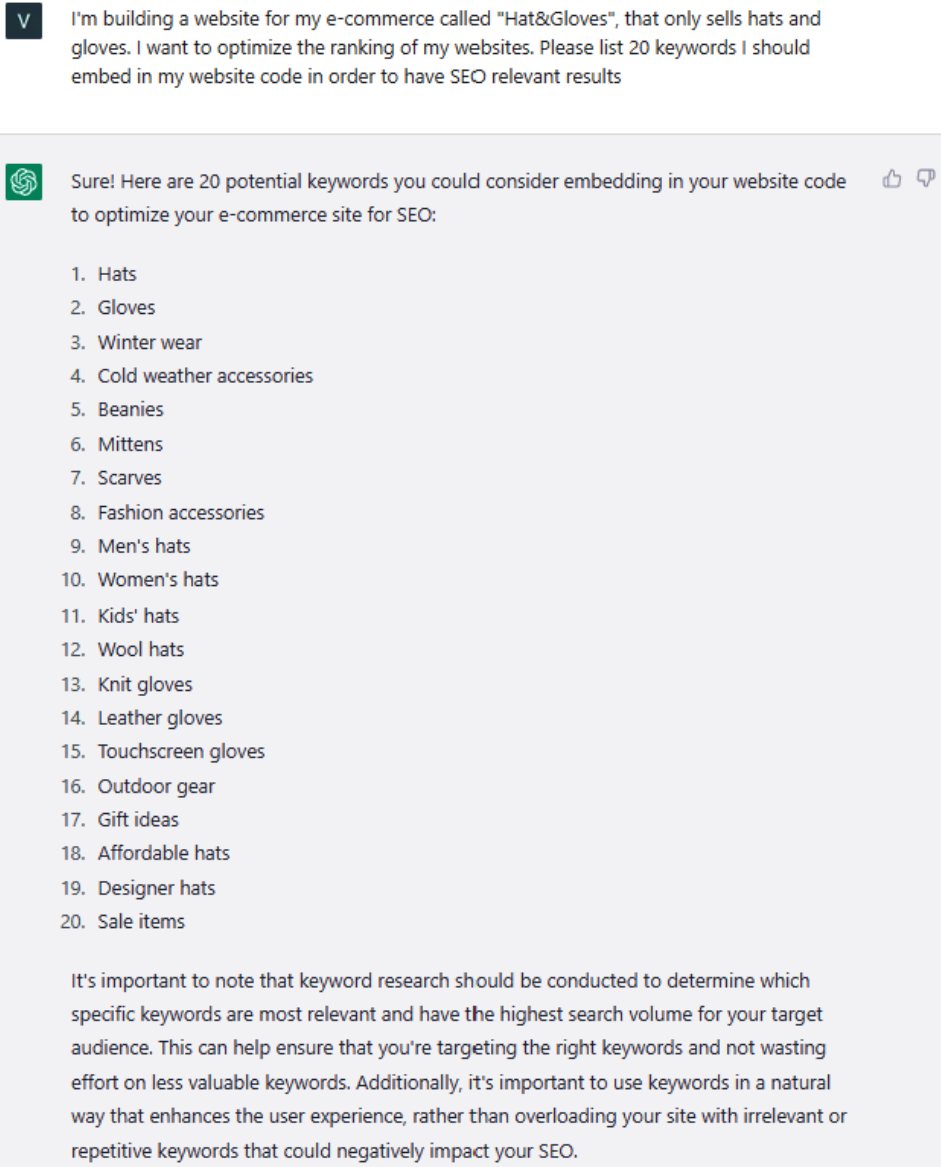 V
I'm building a website for my e-commerce called "Hat&Gloves", that only sells hats and
gloves. I want to optimize the ranking of my websites. Please list 20 keywords I should
embed in my website code in order to have SEO relevant results
Sure! Here are 20 potential keywords you could consider embedding in your website code
to optimize your e-commerce site for SEO:
1. Hats
2. Gloves
3. Winter wear
4. Cold weather accessories
5. Beanies
6. Mittens
7. Scarves
8. Fashion accessories
9. Men's hats
10. Women's hats
11. Kids' hats
12. Wool hats
13. Knit gloves
14. Leather gloves
15. Touchscreen gloves
16. Outdoor gear
17. Gift ideas
18. Affordable hats
19. Designer hats
20. Sale items
It's important to note that keyword research should be conducted to determine which
specific keywords are most relevant and have the highest search volume for your target
audience. This can help ensure that you're targeting the right keywords and not wasting
effort on less valuable keywords. Additionally, it's important to use keywords in a natural
way that enhances the user experience, rather than overloading your site with irrelevant or
repetitive keywords that could negatively impact your SEO.